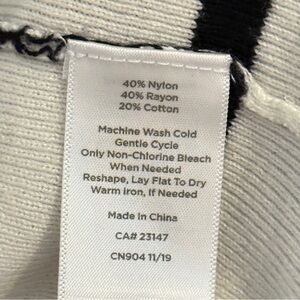 40% Nylon
40% Rayon
20% Cotton
Machine Wash Cold
Gentle Cycle
Only Non-Chlorine Bleach
When Needed
Reshape, Lay Flat To Dry
Warm Iron, If Needed
Made in China
CA# 23147
CN904 11/19